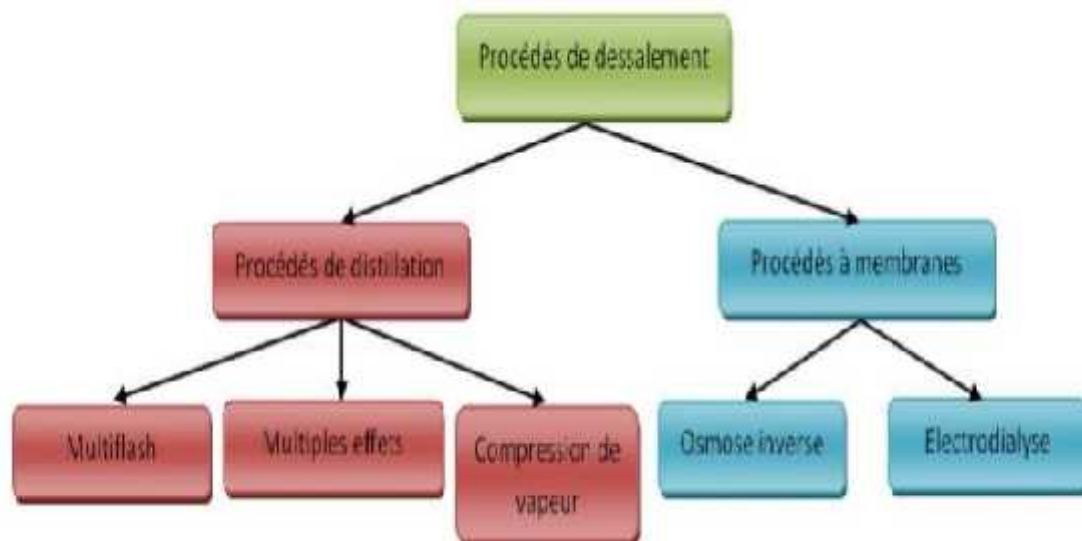 Procédés de dessalement
Procédés de distillation
Procédés à membranes
Multiflash
Multiples effets
Compression de
vapeur
Osmose inverse
Electrodialyse